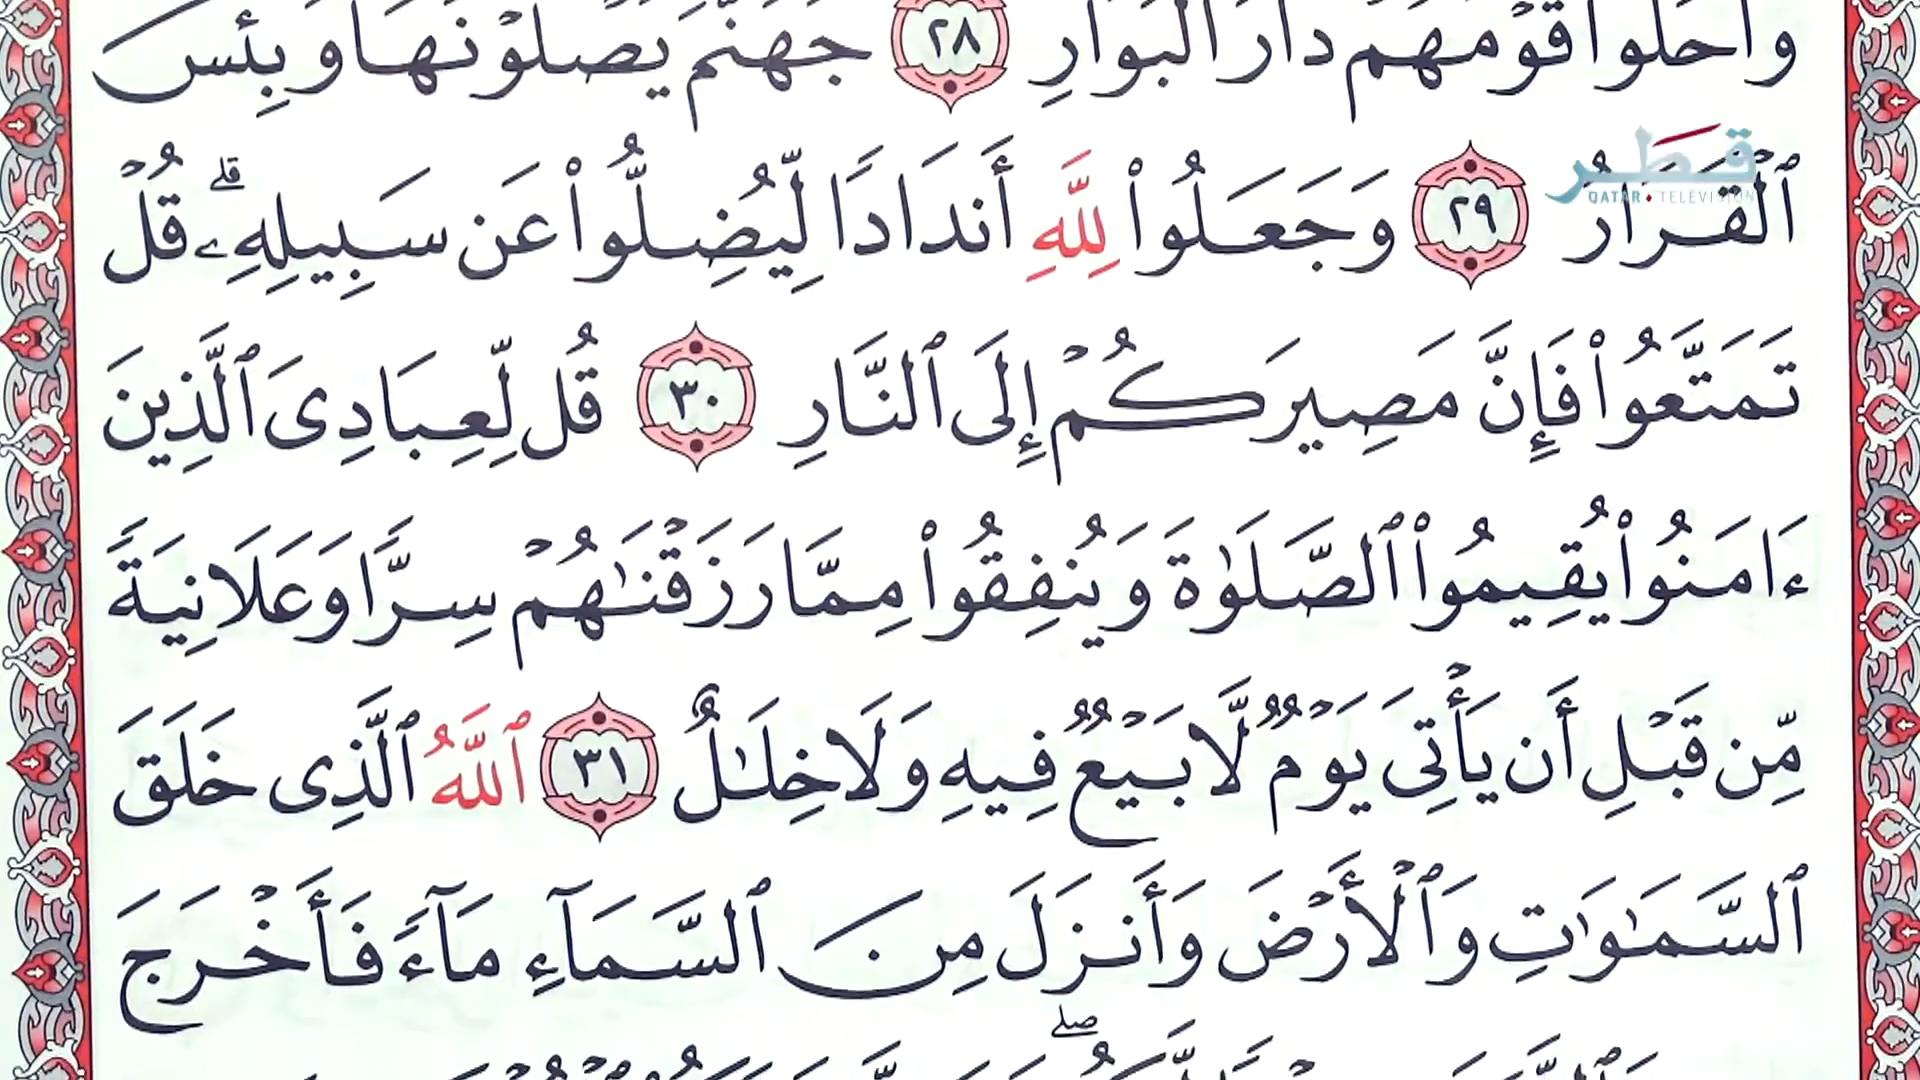 وَأَحَلُّوا۟ قَوْمَهُمْ دَارَ ٱلْبَوَارِ ٢٨ جَهَنَّمَ يَصْلَوْنَهَا وَبِئْسَ
ٱلْقَرَارُ ٢٩ وَجَعَلُوا۟ لِلَّهِ أَندَادًا لِّيُضِلُّوا۟ عَن سَبِيلِهِۦ ۗ قُلْ
قطر
QATAR TELEVISION
تَمَتَّعُوا۟ فَإِنَّ مَصِيرَكُمْ إِلَى ٱلنَّارِ ٣٠ قُل لِّعِبَادِىَ ٱلَّذِينَ
ءَامَنُوا۟ يُقِيمُوا۟ ٱلصَّلَوٰةَ وَيُنفِقُوا۟ مِمَّا رَزَقْنَـٰهُمْ سِرًّا وَعَلَانِيَةً
مِّن قَبْلِ أَن يَأْتِىَ يَوْمٌ لَّا بَيْعٌ فِيهِ وَلَا خِلَـٰلٌ ٣١ ٱللَّهُ ٱلَّذِى خَلَقَ
ٱلسَّمَـٰوَٰتِ وَٱلْأَرْضَ وَأَنزَلَ مِنَ ٱلسَّمَآءِ مَآءً فَأَخْرَجَ